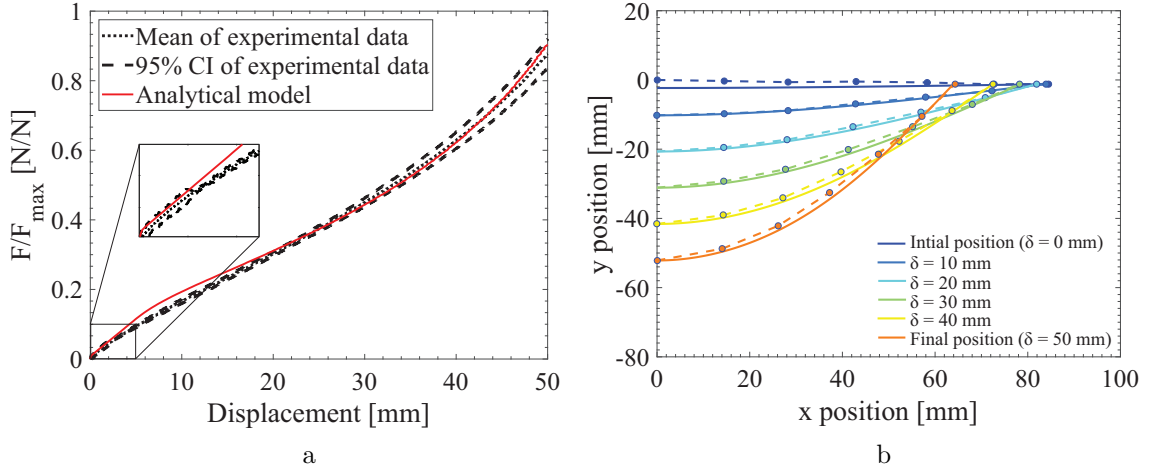 Mean of experimental data
95% CI of experimental data
Analytical model
F/F_max [N/N]
1
0.8
0.6
0.4
0.2
0
0 10 20 30 40 50
Displacement [mm]
a
y position [mm]
20
0
-20
-40
-60
-80
Intial position (δ = 0 mm)
δ = 10 mm
δ = 20 mm
δ = 30 mm
δ = 40 mm
Final position (δ = 50 mm)
0 20 40 60 80 100
x position [mm]
b